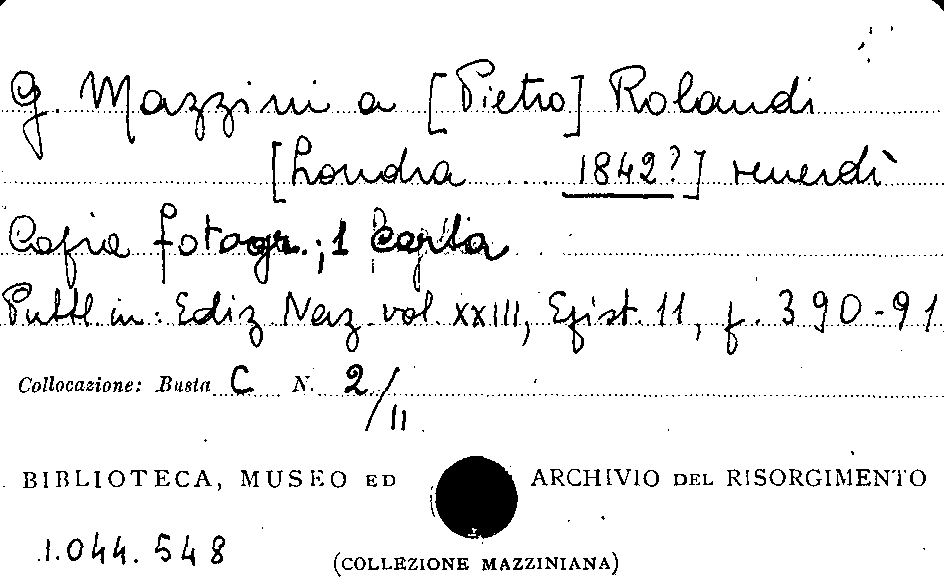 G. Mazzini a [Pietro] Rolandi
[Londra ... 1842?] venerdì
Copia fotogr.; 1 carta
Pubbl in: Ediz. Naz. vol. XXIII, Epist. 11, p. 390-91
Collocazione: Busta C N. 2/II
BIBLIOTECA, MUSEO ED ARCHIVIO DEL RISORGIMENTO
1.044.548
(COLLEZIONE MAZZINIANA)